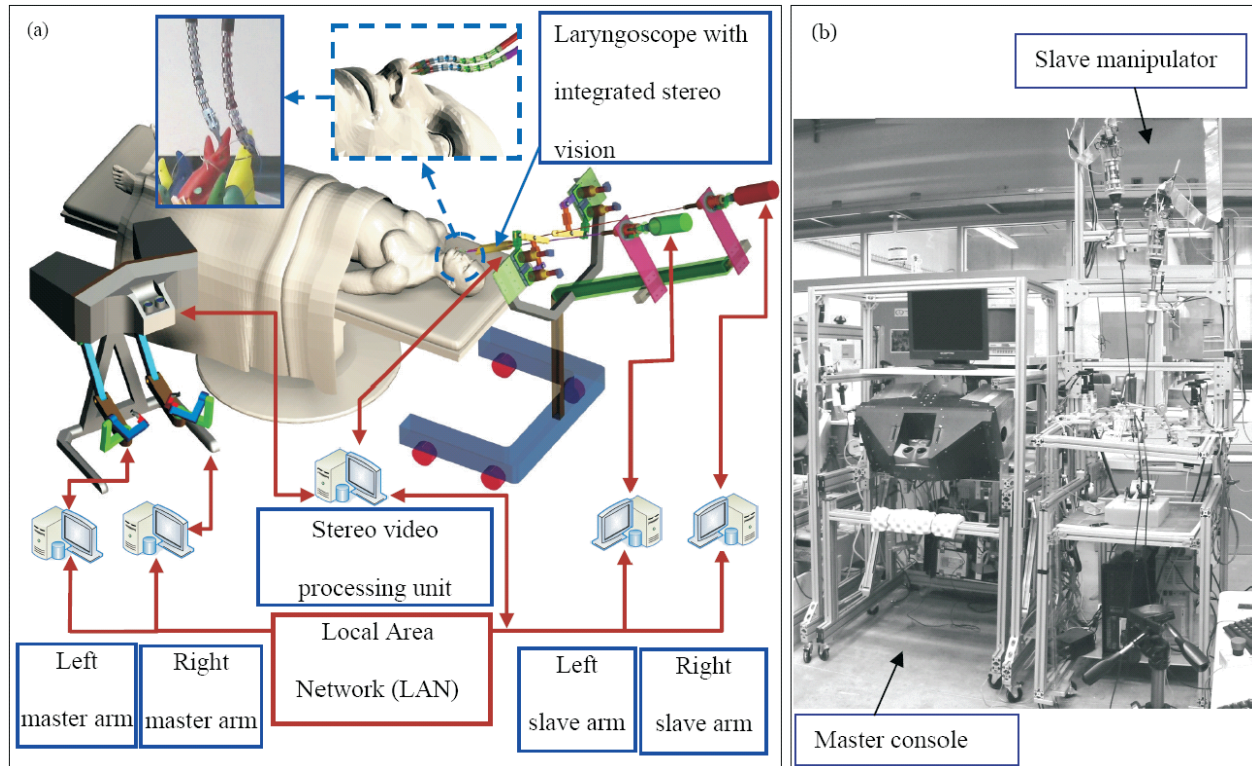 (a)
Laryngoscope with
integrated stereo
vision
Stereo video
processing unit
Local Area
Network (LAN)
Left
master arm
Right
master arm
Left
slave arm
Right
slave arm
(b)
Slave manipulator
Master console